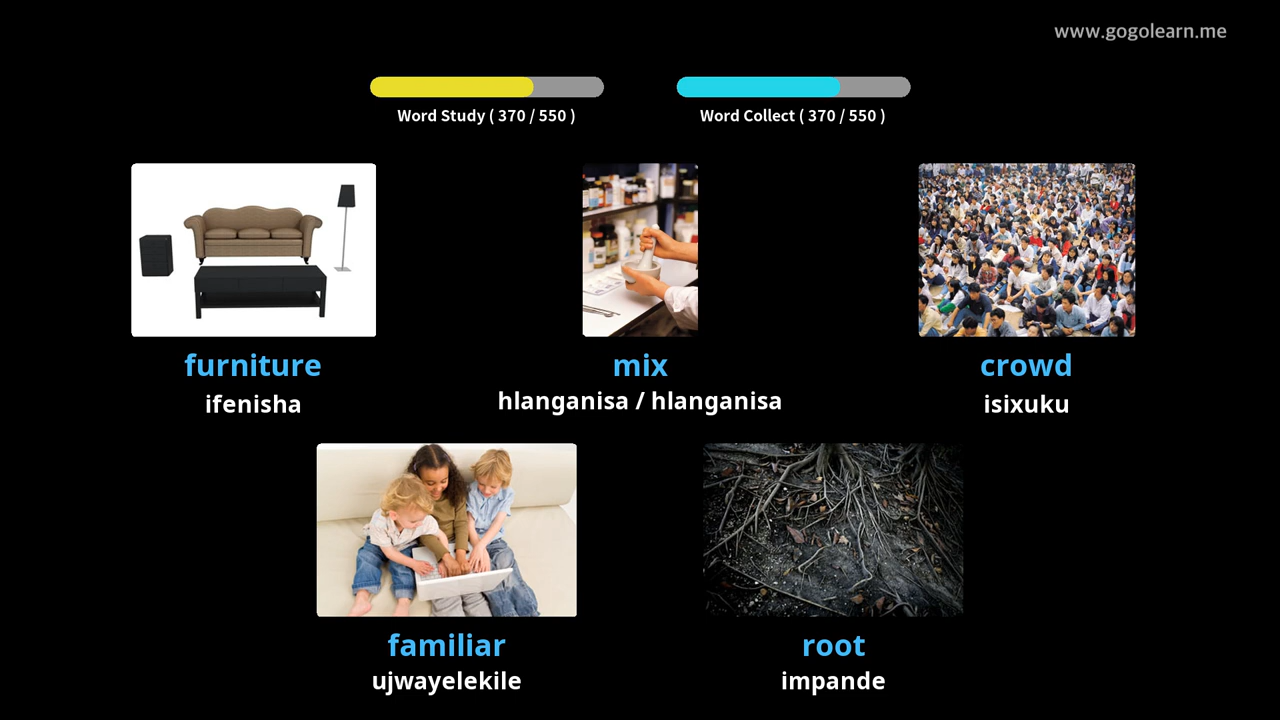 www.gogolearn.me
Word Study ( 370 / 550 )
Word Collect ( 370 / 550 )
furniture
ifenisha
mix
hlanganisa / hlanganisa
crowd
isixuku
familiar
ujwayelekile
root
impande